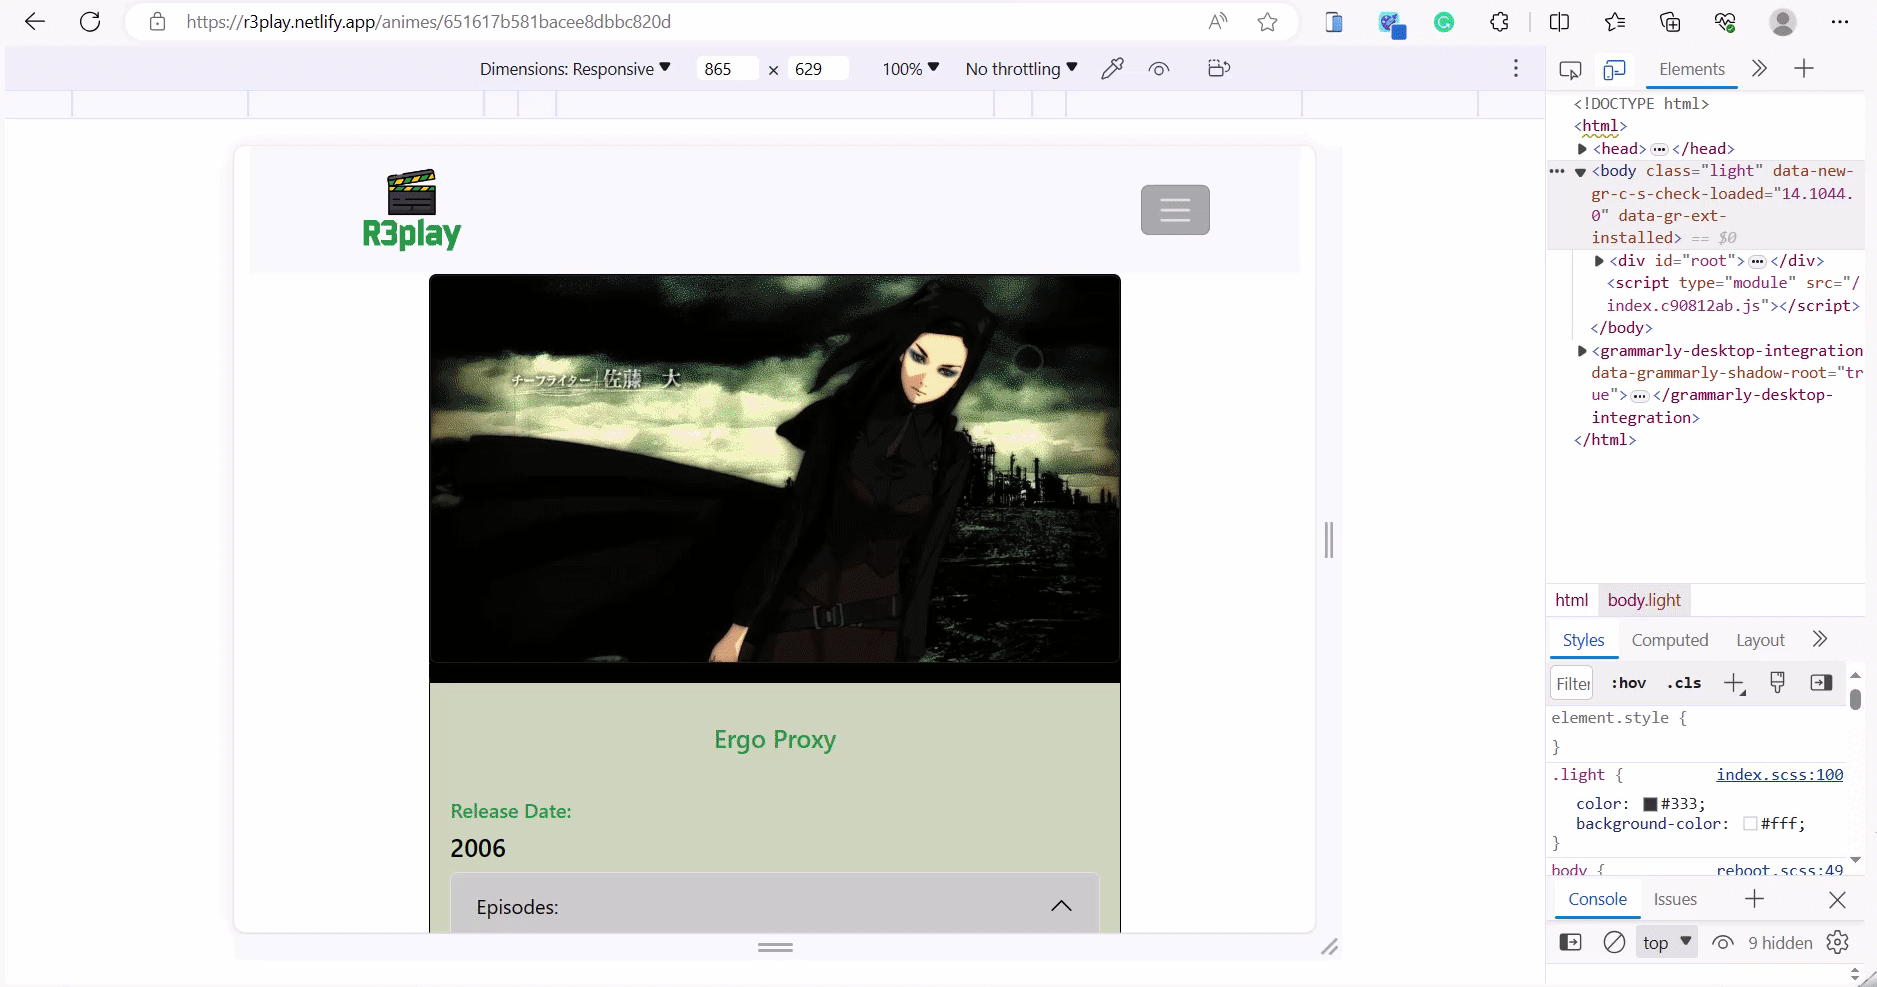 https://r3play.netlify.app/animes/651617b581bacee8dbbc820d
Dimensions: Responsive 865 × 629 100% No throttling
R3play
チーフライター 佐藤 大
Ergo Proxy
Release Date:
2006
Episodes:
Elements
<!DOCTYPE html>
<html>
<head> ⋯ </head>
⋯ <body class="light" data-new-
gr-c-s-check-loaded="14.1044.
0" data-gr-ext-
installed> == $0
<div id="root"> ⋯ </div>
<script type="module" src="/
index.c90812ab.js"></script>
</body>
<grammarly-desktop-integration
data-grammarly-shadow-root="tr
ue"> ⋯ </grammarly-desktop-
integration>
</html>
html body.light
Styles Computed Layout
Filter :hov .cls
element.style {
}
.light { index.scss:100
color: #333;
background-color: #fff;
}
body { reboot.scss:49
Console Issues
top 9 hidden